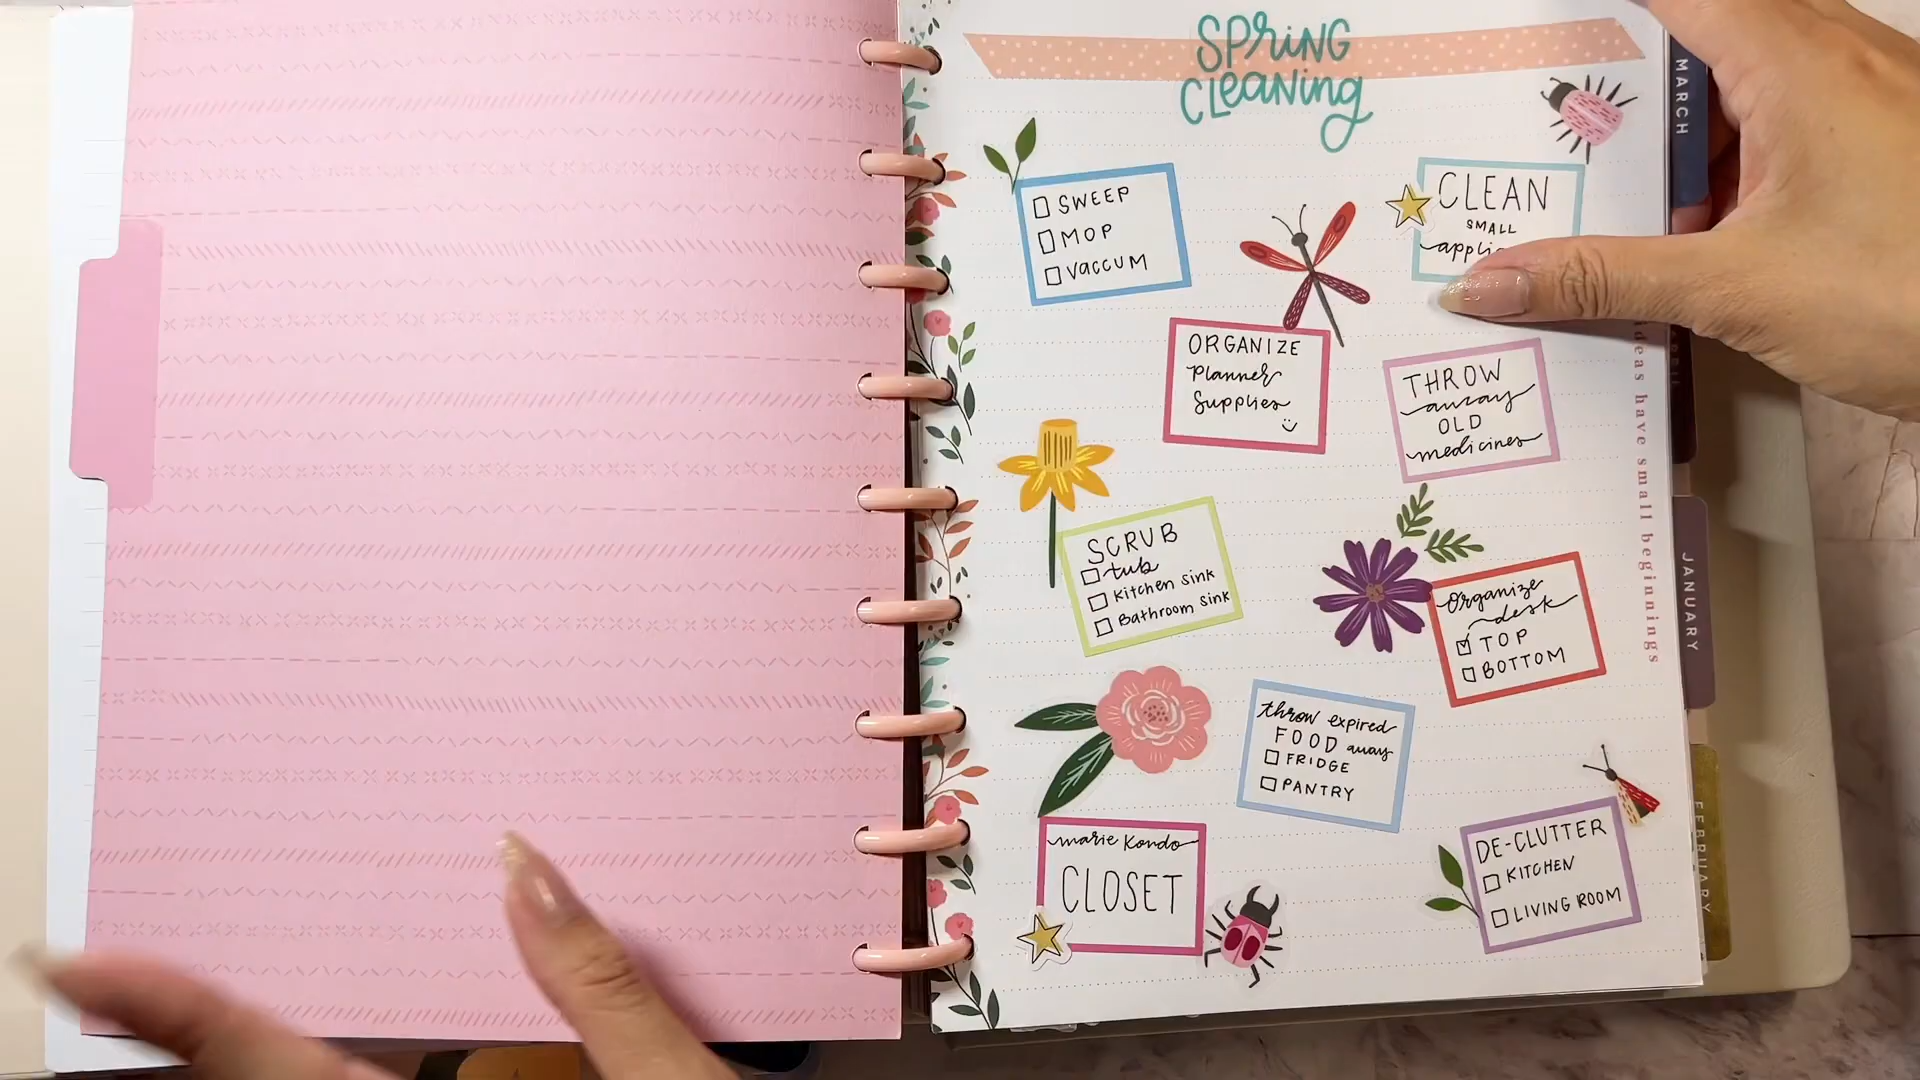 SPRING
CLEANING
SWEEP
MOP
VACCUM
CLEAN
SMALL
ORGANIZE
Planner
Supplies
THROW
away
OLD
medicines
SCRUB
tub
Kitchen Sink
Bathroom Sink
Organize
desk
TOP
BOTTOM
throw expired
FOOD away
FRIDGE
PANTRY
marie Kondo
CLOSET
DE-CLUTTER
KITCHEN
LIVING ROOM
ideas have small beginnings
MARCH
JANUARY
FEBRUARY